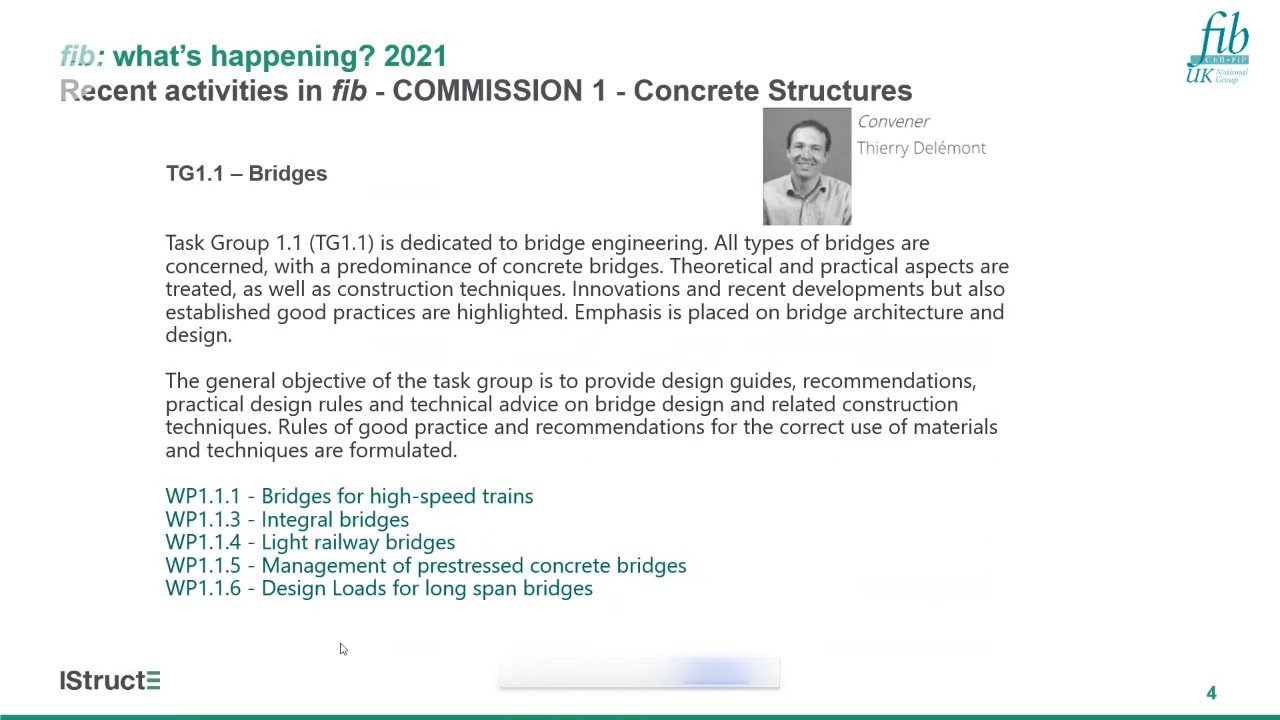 fib: what's happening? 2021
Recent activities in fib - COMMISSION 1 - Concrete Structures
fib
CEB-FIP
UK National Group
Convener
Thierry Delémont
TG1.1 – Bridges
Task Group 1.1 (TG1.1) is dedicated to bridge engineering. All types of bridges are
concerned, with a predominance of concrete bridges. Theoretical and practical aspects are
treated, as well as construction techniques. Innovations and recent developments but also
established good practices are highlighted. Emphasis is placed on bridge architecture and
design.
The general objective of the task group is to provide design guides, recommendations,
practical design rules and technical advice on bridge design and related construction
techniques. Rules of good practice and recommendations for the correct use of materials
and techniques are formulated.
WP1.1.1 - Bridges for high-speed trains
WP1.1.3 - Integral bridges
WP1.1.4 - Light railway bridges
WP1.1.5 - Management of prestressed concrete bridges
WP1.1.6 - Design Loads for long span bridges
IStructE
4